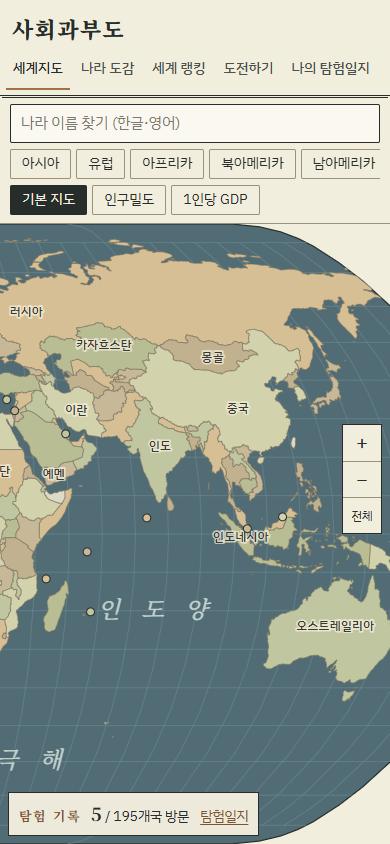 사회과부도
세계지도 나라 도감 세계 랭킹 도전하기 나의 탐험일지
나라 이름 찾기 (한글·영어)
아시아 유럽 아프리카 북아메리카 남아메리카
기본 지도 인구밀도 1인당 GDP
러시아
카자흐스탄
몽골
이란
중국
인도
+
단
예멘
−
전체
인도네시아
인 도 양
오스트레일리아
극 해
탐험 기록 5 / 195개국 방문 탐험일지